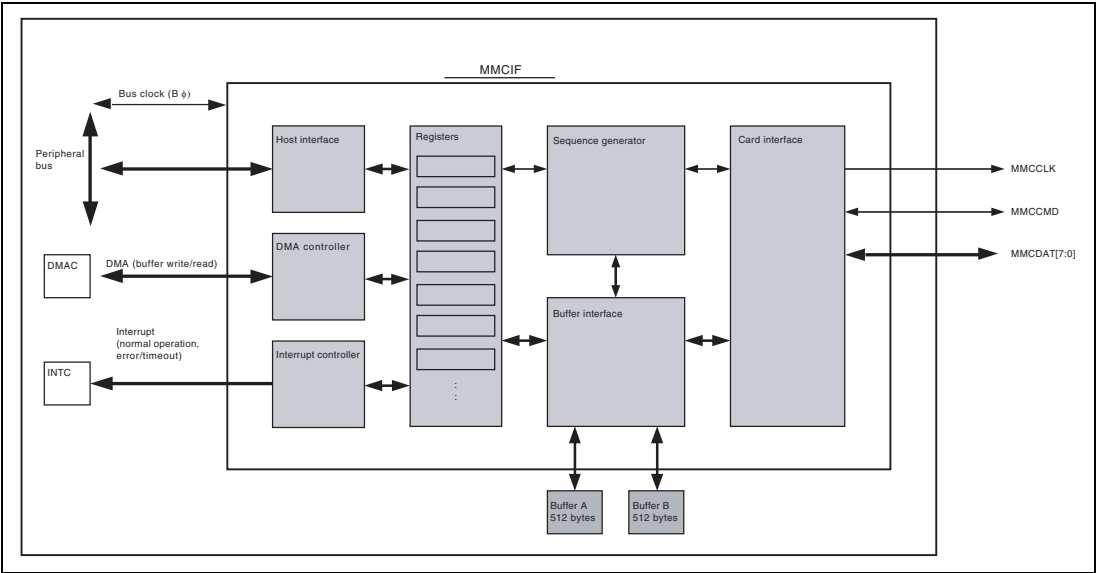 MMCIF
Bus clock (B ϕ)
Peripheral
bus
Host interface
Registers
Sequence generator
Card interface
MMCCLK
MMCCMD
MMCDAT[7:0]
DMAC
DMA (buffer write/read)
DMA controller
Interrupt
(normal operation,
error/timeout)
INTC
Interrupt controller
Buffer interface
Buffer A
512 bytes
Buffer B
512 bytes